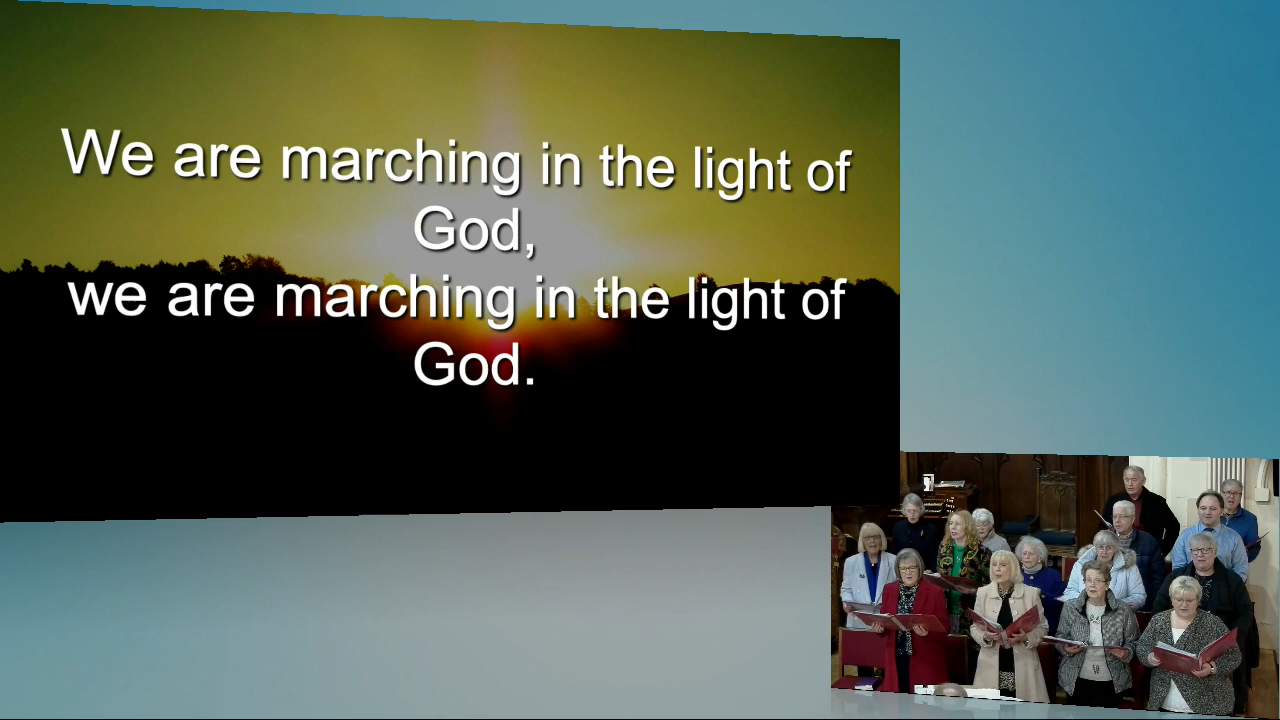 We are marching in the light of
God,
we are marching in the light of
God.